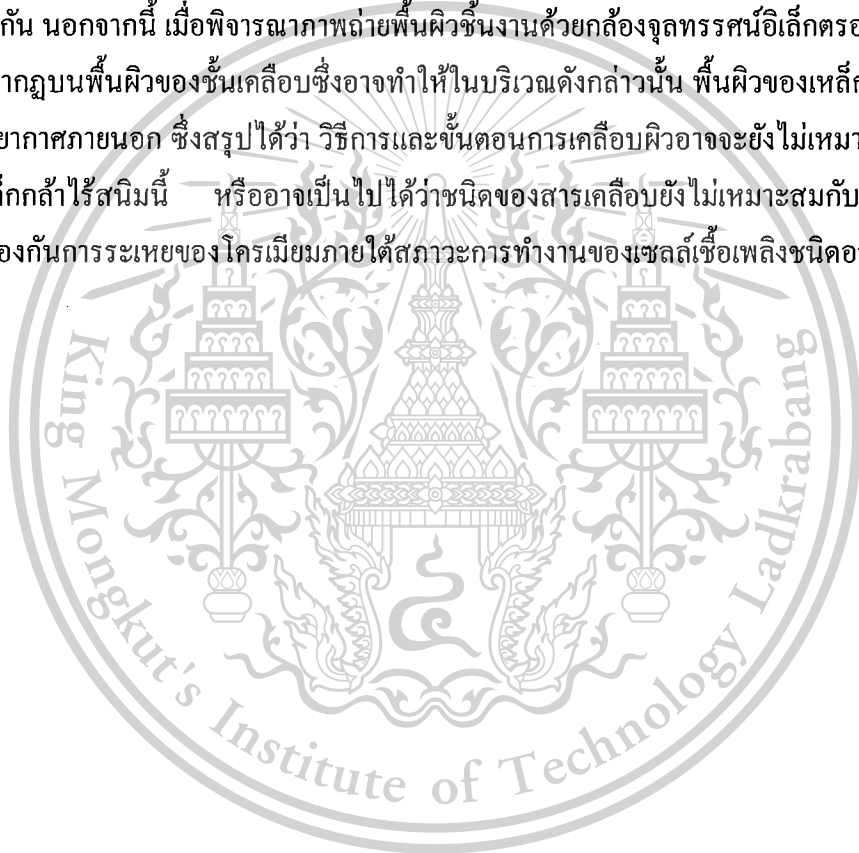 กัน นอกจากนี้ เมื่อพิจารณาภาพถ่ายพื้นผิวชิ้นงานด้วยกล้องจุลทรรศน์อิเล็กตรอ
ากฏบนพื้นผิวของชั้นเคลือบซึ่งอาจทำให้ในบริเวณดังกล่าวนั้น พื้นผิวของเหล็ก
ยากาศภายนอก ซึ่งสรุปได้ว่า วิธีการและขั้นตอนการเคลือบผิวอาจจะยังไม่เหมา
ล็กกล้าไร้สนิมนี้ หรืออาจเป็นไปได้ว่าชนิดของสารเคลือบยังไม่เหมาะสมกับ
องกันการระเหยของโครเมียมภายใต้สภาวะการทำงานของเซลล์เชื้อเพลิงชนิดอ
King Mongkut's Institute of Technology Ladkrabang